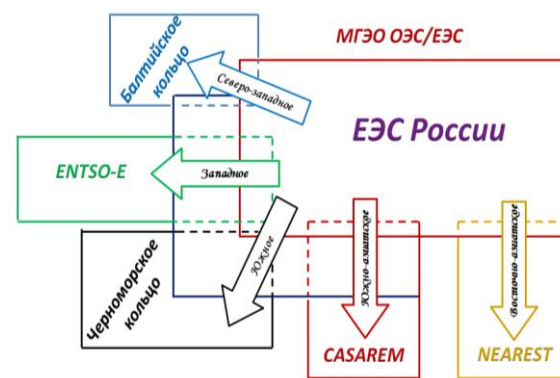 МГЭО ОЭС/ЕЭС
Балтийское
кольцо
Северо-западное
ЕЭС России
ENTSO-E
Западное
Черноморское
кольцо
Южное
Южно-азиатское
Восточно-азиатское
CASAREM
NEAREST